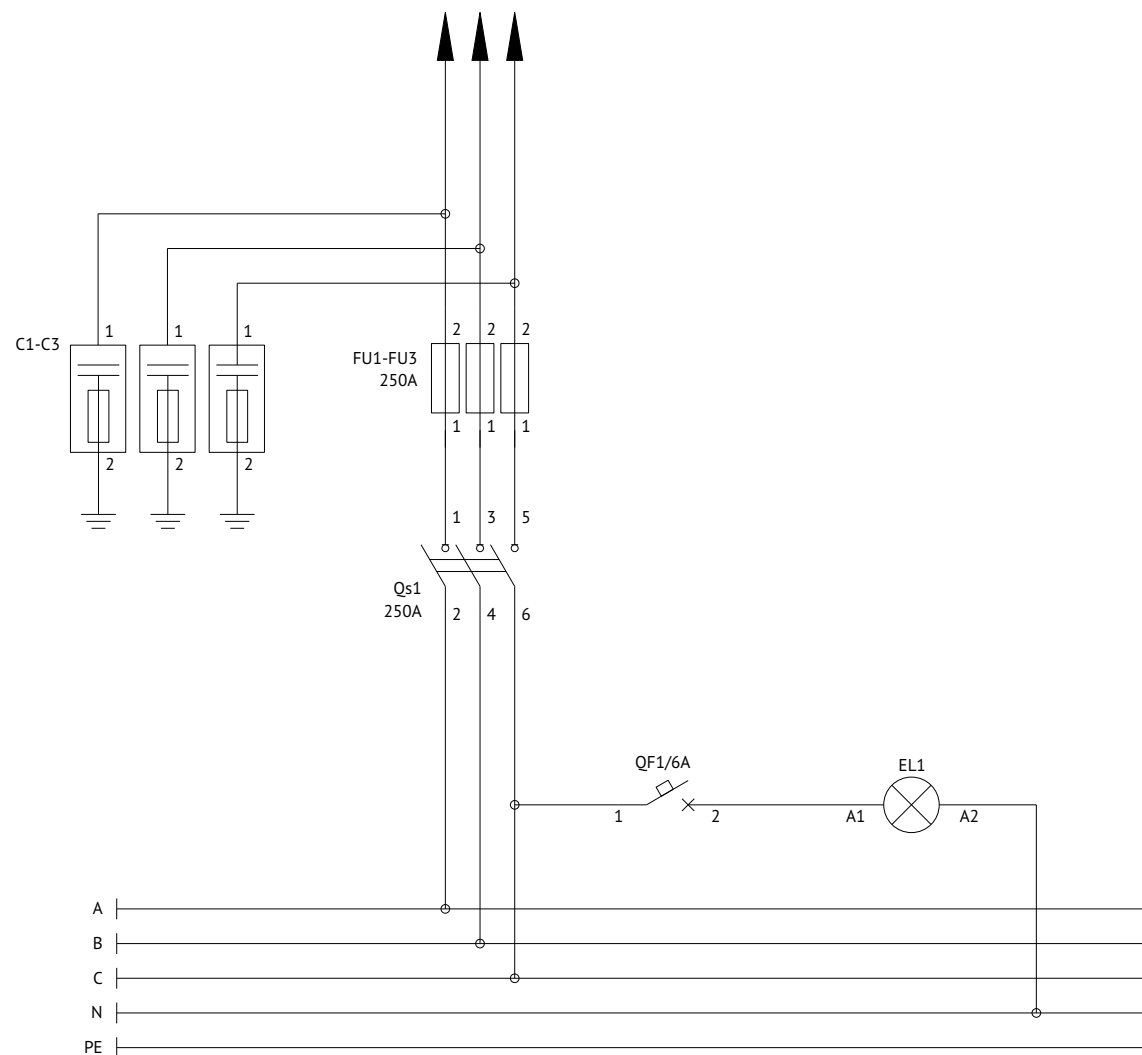 1 1 1
C1-C3
2 2 2
FU1-FU3
250A
2 2 2
1 1 1
1 3 5
Qs1
250A
2 4 6
QF1/6A
1 2
EL1
A1 A2
A
B
C
N
PE